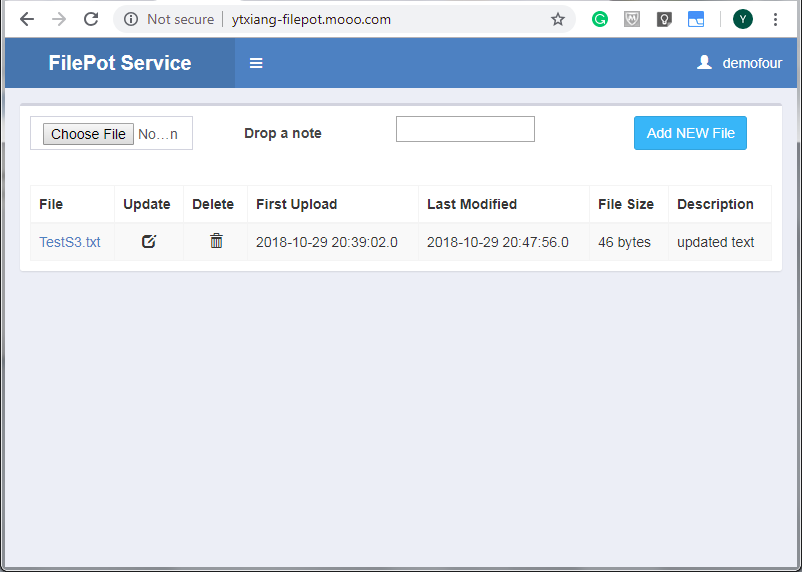 Not secure ytxiang-filepot.mooo.com Y
FilePot Service demofour
Choose File No...n Drop a note Add NEW File
File Update Delete First Upload Last Modified File Size Description
TestS3.txt 2018-10-29 20:39:02.0 2018-10-29 20:47:56.0 46 bytes updated text